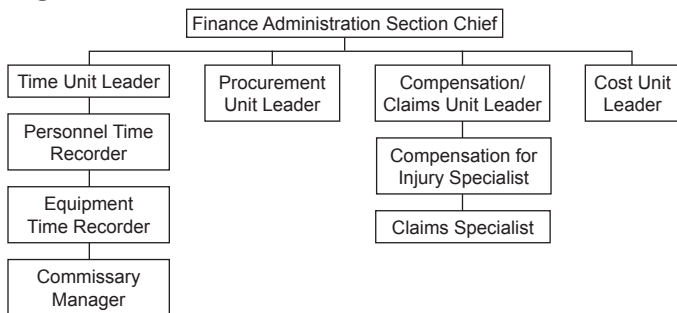 Finance Administration Section Chief
Time Unit Leader
Procurement
Unit Leader
Compensation/
Claims Unit Leader
Cost Unit
Leader
Personnel Time
Recorder
Compensation for
Injury Specialist
Equipment
Time Recorder
Claims Specialist
Commissary
Manager